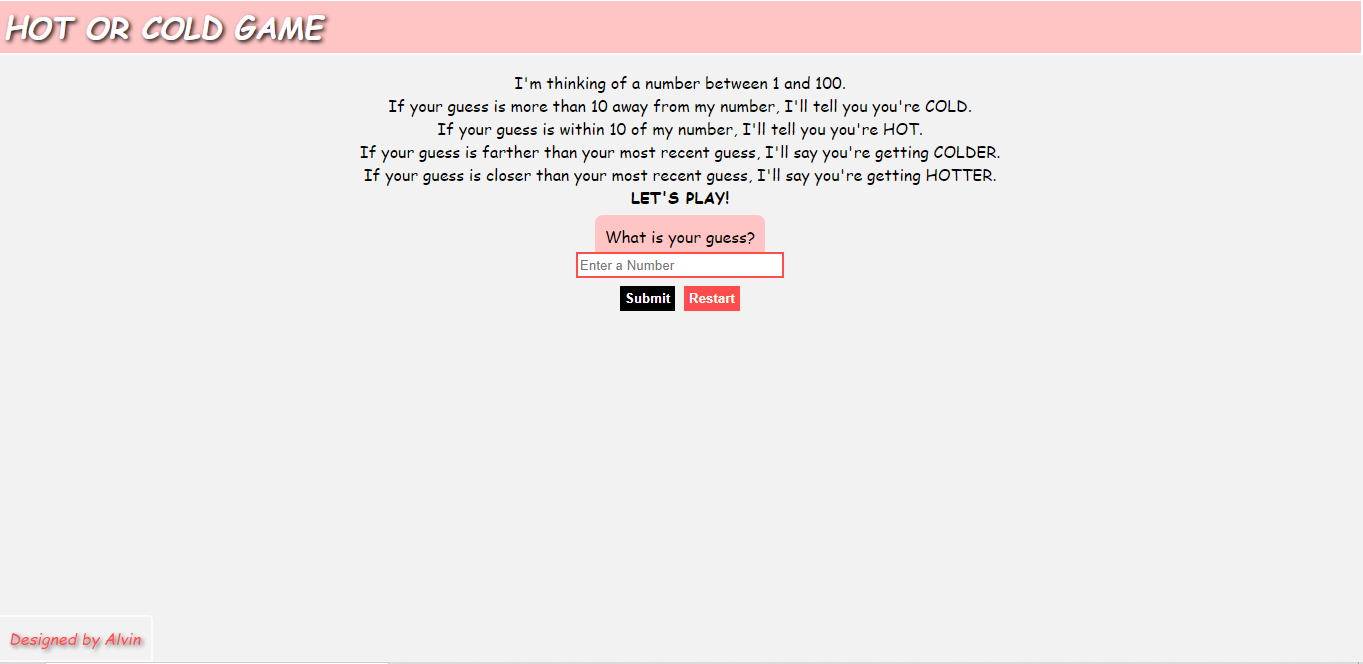 HOT OR COLD GAME
I'm thinking of a number between 1 and 100.
If your guess is more than 10 away from my number, I'll tell you you're COLD.
If your guess is within 10 of my number, I'll tell you you're HOT.
If your guess is farther than your most recent guess, I'll say you're getting COLDER.
If your guess is closer than your most recent guess, I'll say you're getting HOTTER.
LET'S PLAY!
What is your guess?
Enter a Number
Submit Restart
Designed by Alvin